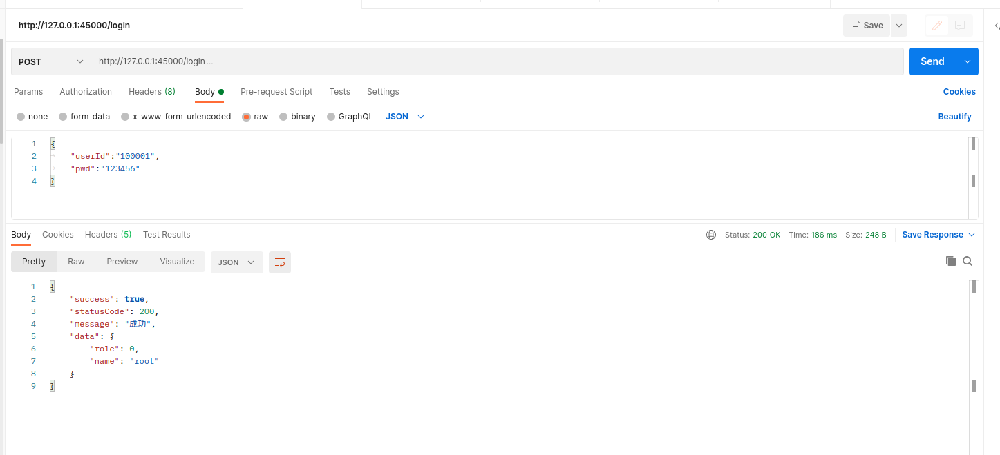 http://127.0.0.1:45000/login Save
POST http://127.0.0.1:45000/login ... Send
Params Authorization Headers (8) Body Pre-request Script Tests Settings Cookies
none form-data x-www-form-urlencoded raw binary GraphQL JSON Beautify
1 {
2 "userId":"100001",
3 "pwd":"123456"
4 }
Body Cookies Headers (5) Test Results Status: 200 OK Time: 186 ms Size: 248 B Save Response
Pretty Raw Preview Visualize JSON
1 {
2 "success": true,
3 "statusCode": 200,
4 "message": "成功",
5 "data": {
6 "role": 0,
7 "name": "root"
8 }
9 }